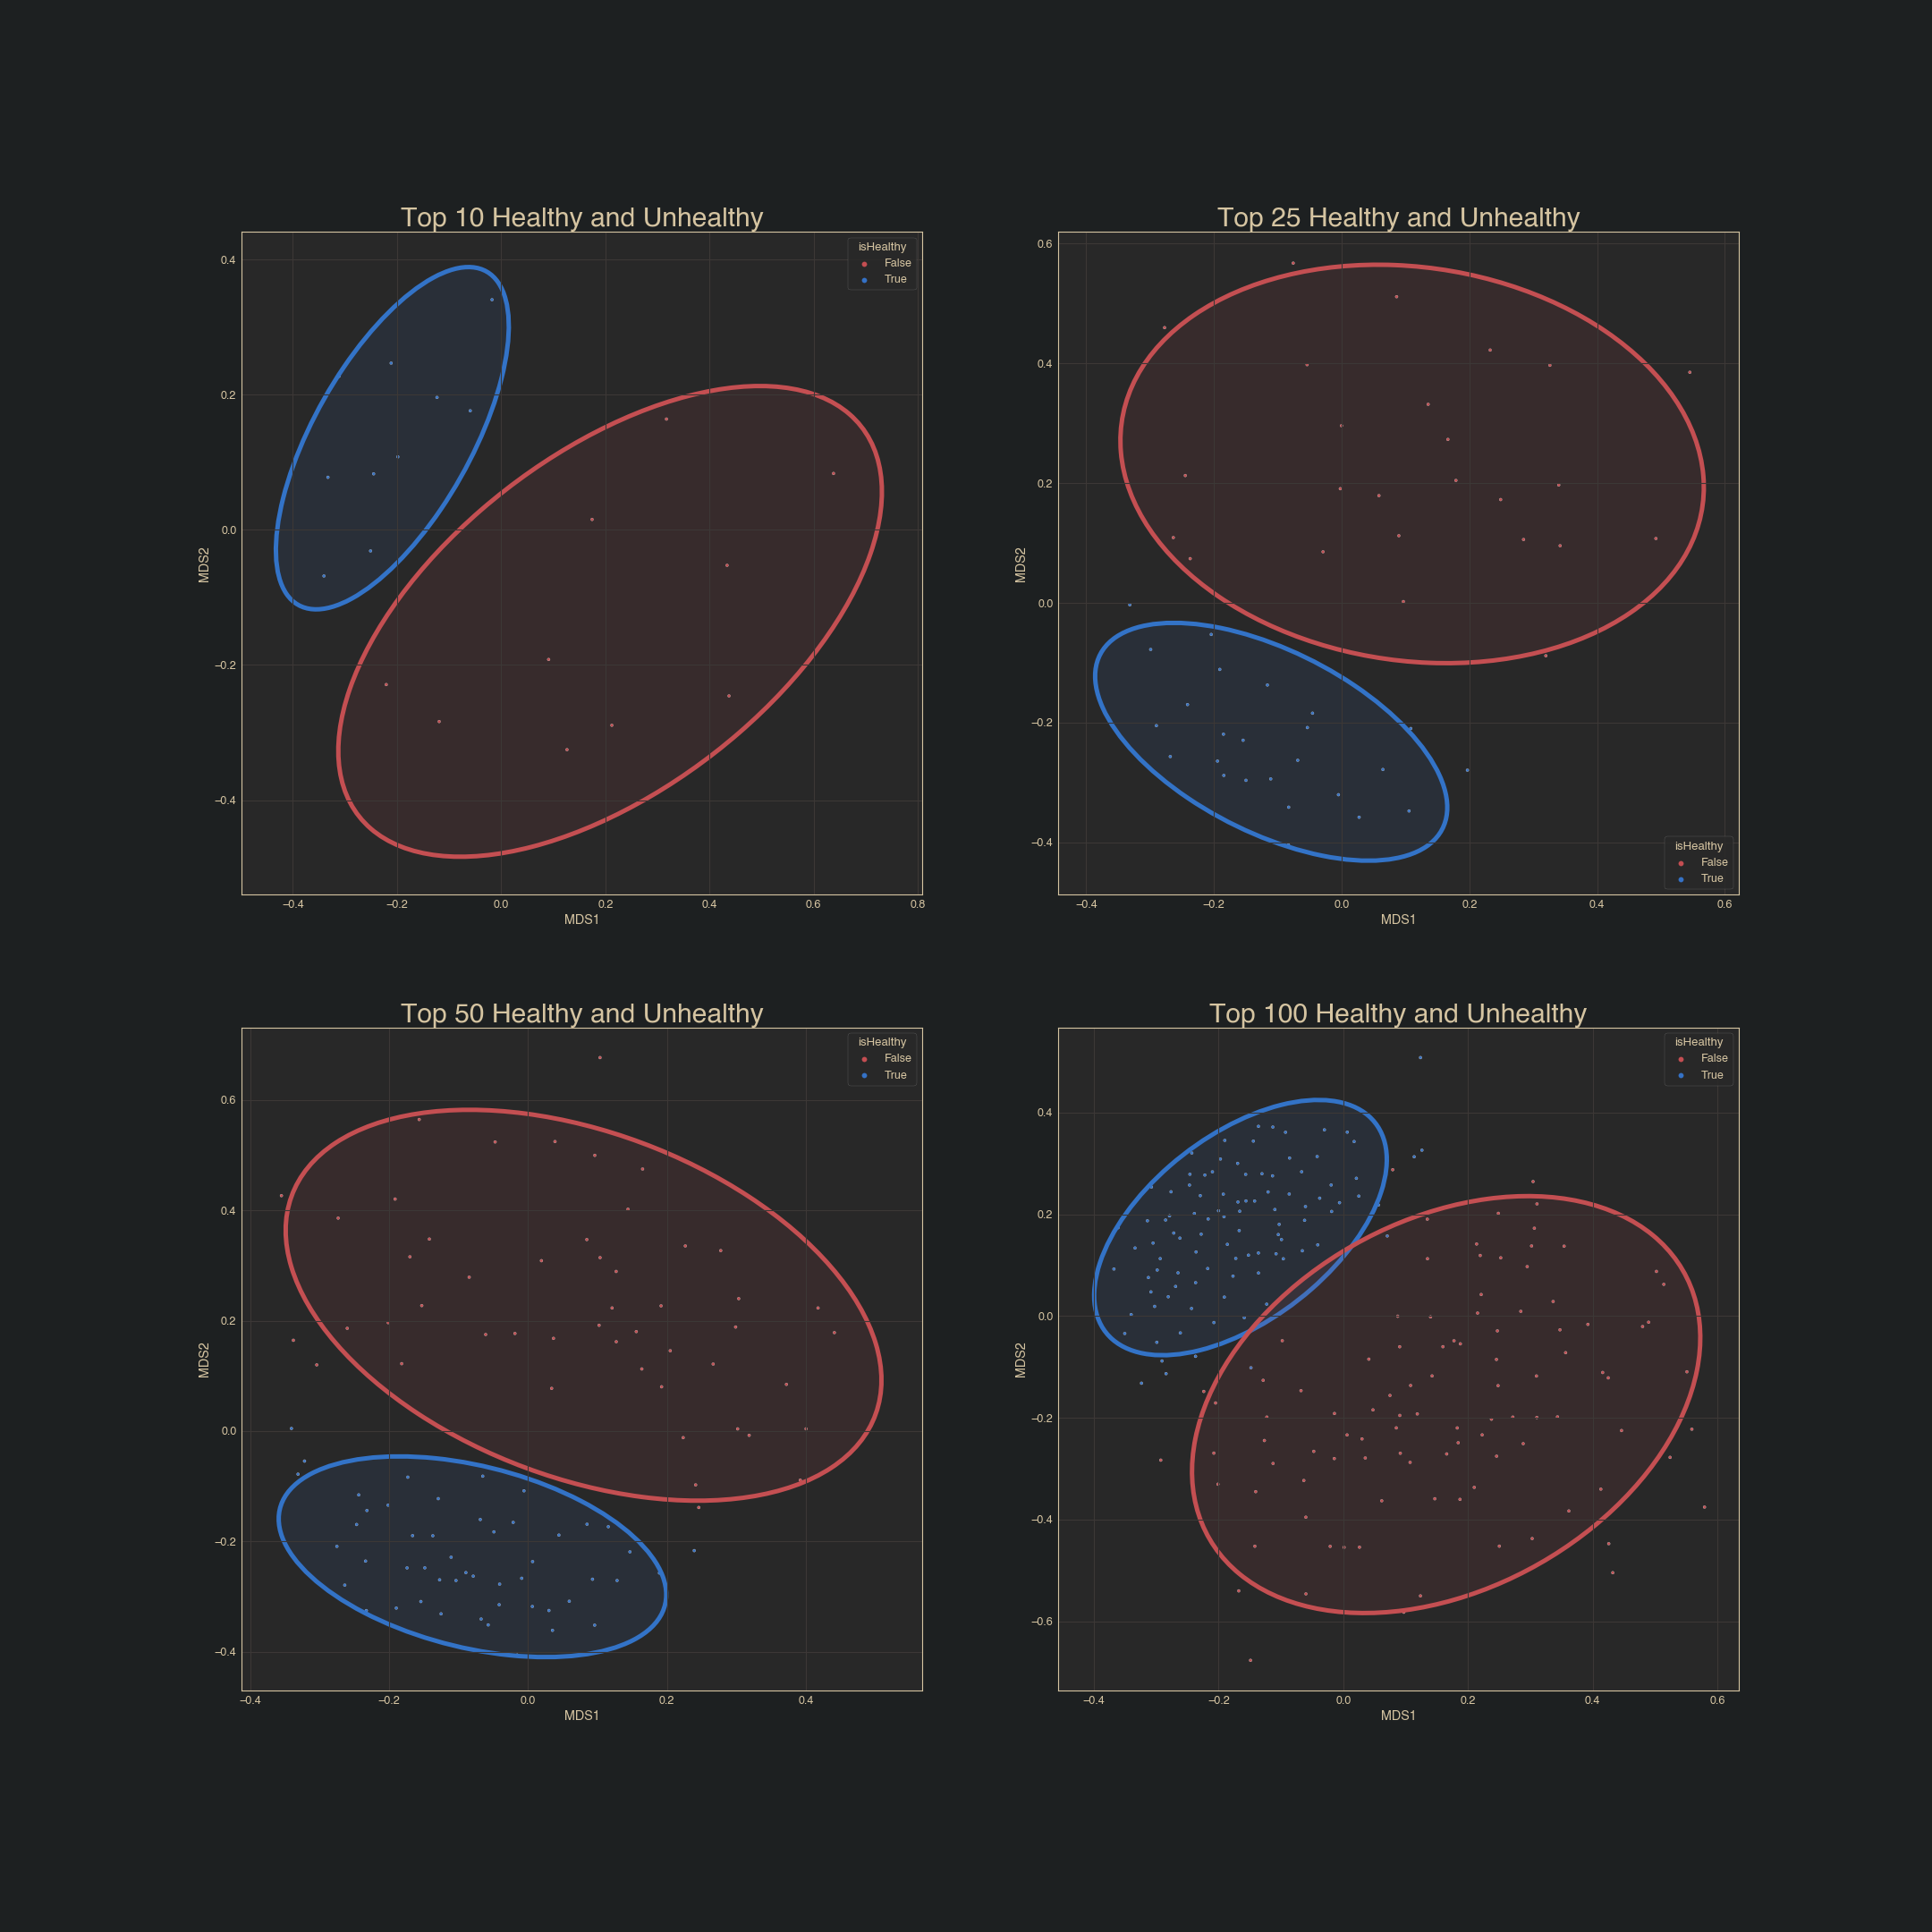 Top 10 Healthy and Unhealthy
isHealthy
False
True
0.4
0.2
0.0
−0.2
−0.4
MDS2
−0.4 −0.2 0.0 0.2 0.4 0.6 0.8
MDS1
Top 25 Healthy and Unhealthy
0.6
0.4
0.2
0.0
−0.2
−0.4
MDS2
isHealthy
False
True
−0.4 −0.2 0.0 0.2 0.4 0.6
MDS1
Top 50 Healthy and Unhealthy
isHealthy
False
True
0.6
0.4
0.2
0.0
−0.2
−0.4
MDS2
−0.4 −0.2 0.0 0.2 0.4
MDS1
Top 100 Healthy and Unhealthy
isHealthy
False
True
0.4
0.2
0.0
−0.2
−0.4
−0.6
MDS2
−0.4 −0.2 0.0 0.2 0.4 0.6
MDS1